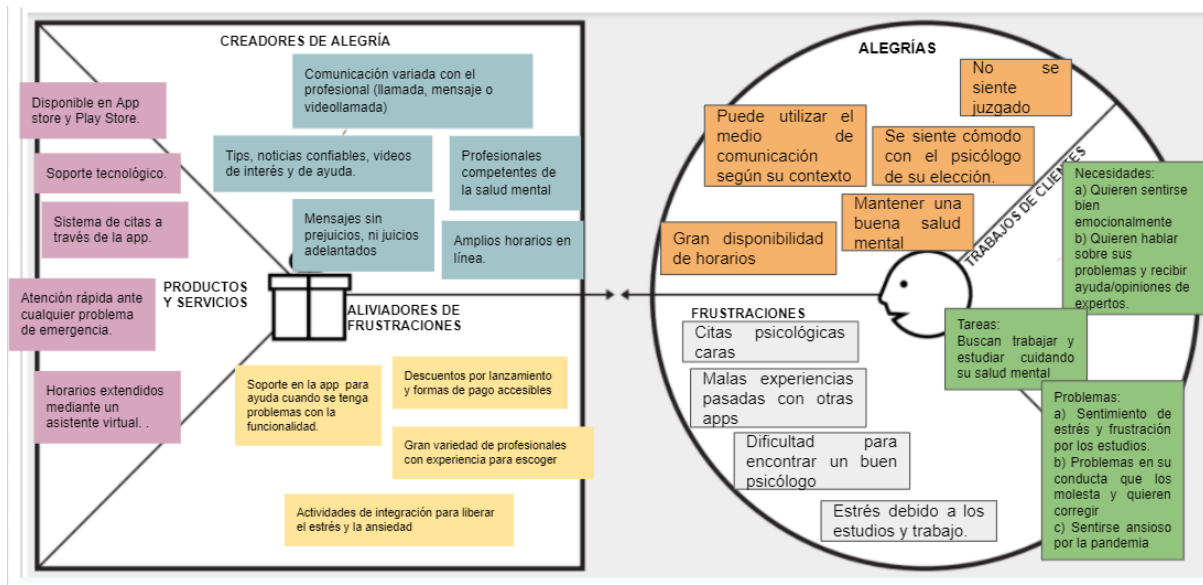 CREADORES DE ALEGRÍA
Comunicación variada con el
profesional (llamada, mensaje o
videollamada)
Disponible en App
store y Play Store.
Tips, noticias confiables, videos
de interés y de ayuda.
Profesionales
competentes de la
salud mental
Soporte tecnológico.
Sistema de citas a
través de la app.
Mensajes sin
prejuicios, ni juicios
adelantados
Amplios horarios en
línea.
PRODUCTOS
Y SERVICIOS
Atención rápida ante
cualquier problema
de emergencia.
ALIVIADORES DE
FRUSTRACIONES
Horarios extendidos
mediante un
asistente virtual. .
Soporte en la app para
ayuda cuando se tenga
problemas con la
funcionalidad.
Descuentos por lanzamiento
y formas de pago accesibles
Gran variedad de profesionales
con experiencia para escoger
Actividades de integración para liberar
el estrés y la ansiedad
ALEGRÍAS
No se
siente
juzgado
Puede utilizar el
medio de
comunicación
según su contexto
Se siente cómodo
con el psicólogo
de su elección.
Mantener una
buena salud
mental
Gran disponibilidad
de horarios
TRABAJOS DE CLIENTES
Necesidades:
a) Quieren sentirse
bien
emocionalmente
b) Quieren hablar
sobre sus
problemas y recibir
ayuda/opiniones de
expertos.
FRUSTRACIONES
Citas psicológicas
caras
Malas experiencias
pasadas con otras
apps
Dificultad para
encontrar un buen
psicólogo
Estrés debido a los
estudios y trabajo.
Tareas:
Buscan trabajar y
estudiar cuidando
su salud mental
Problemas:
a) Sentimiento de
estrés y frustración
por los estudios.
b) Problemas en su
conducta que los
molesta y quieren
corregir
c) Sentirse ansioso
por la pandemia